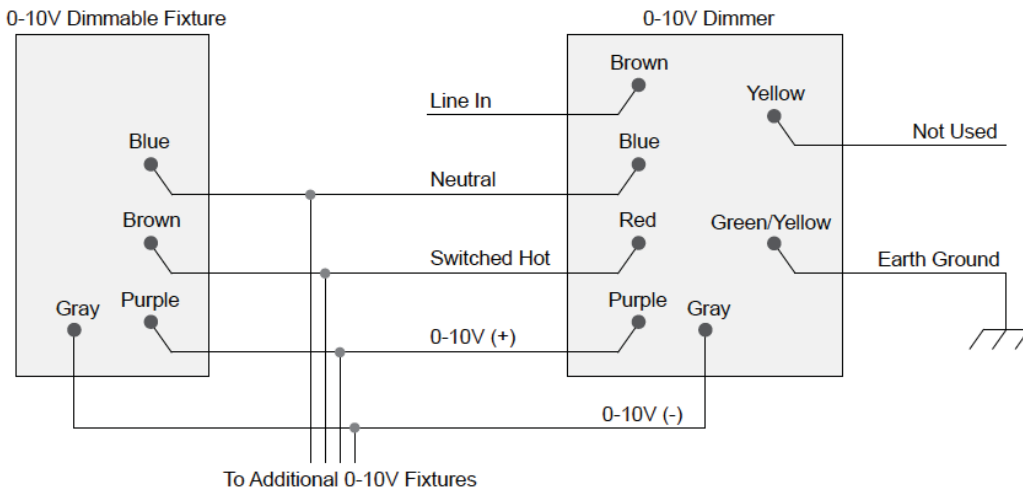 0-10V Dimmable Fixture
0-10V Dimmer
Brown
Line In
Yellow
Not Used
Blue
Neutral
Blue
Brown
Switched Hot
Red
Green/Yellow
Earth Ground
Gray
Purple
0-10V (+)
Purple
Gray
0-10V (-)
To Additional 0-10V Fixtures